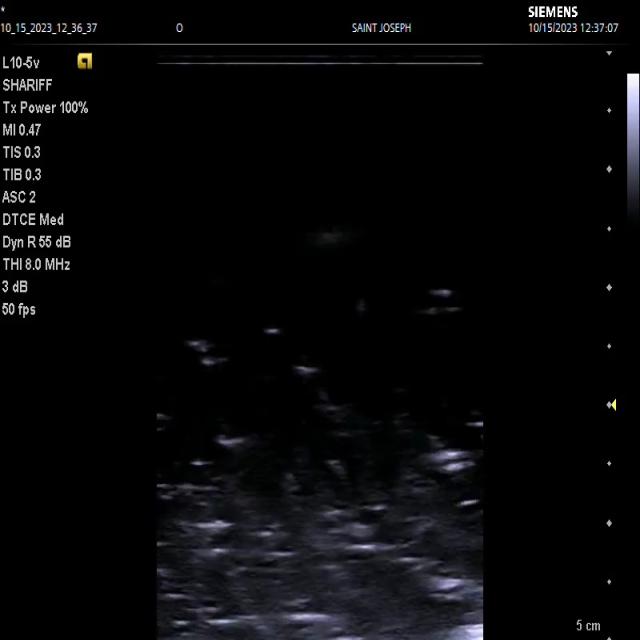 *
SIEMENS
10_15_2023_12_36_37 O SAINT JOSEPH 10/15/2023 12:37:07
L10-5v
SHARIFF
Tx Power 100%
MI 0.47
TIS 0.3
TIB 0.3
ASC 2
DTCE Med
Dyn R 55 dB
THI 8.0 MHz
3 dB
50 fps
5 cm